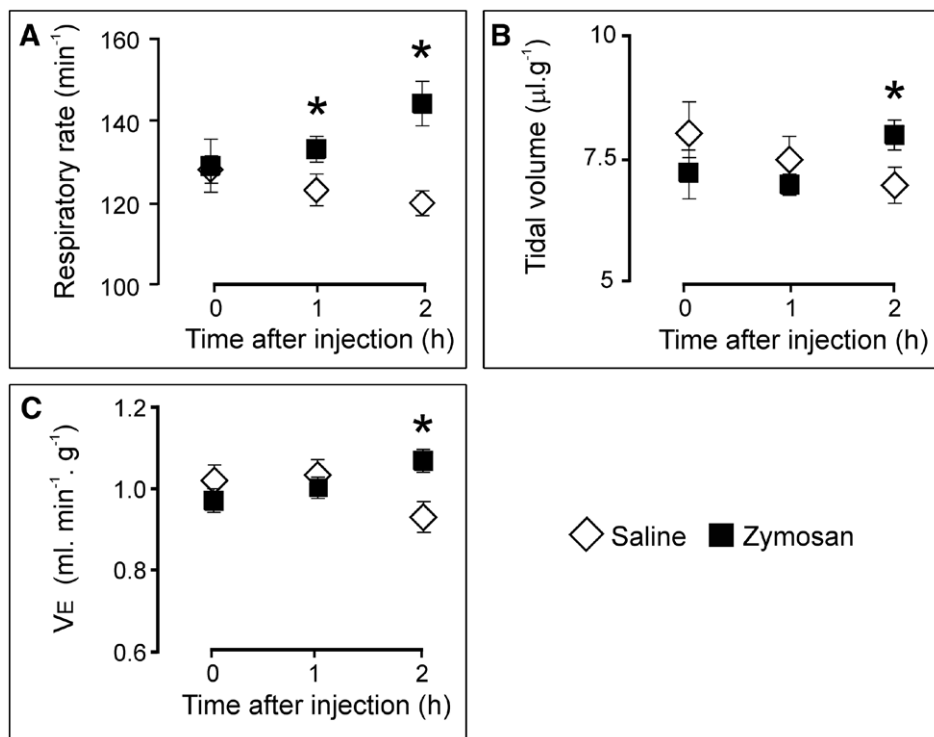 A
Respiratory rate (min⁻¹)
160
140
120
100
*
*
0 1 2
Time after injection (h)
B
Tidal volume (μl.g⁻¹)
10
7.5
5
*
0 1 2
Time after injection (h)
C
VE (ml. min⁻¹. g⁻¹)
1.2
1.0
0.8
0.6
*
0 1 2
Time after injection (h)
Saline Zymosan